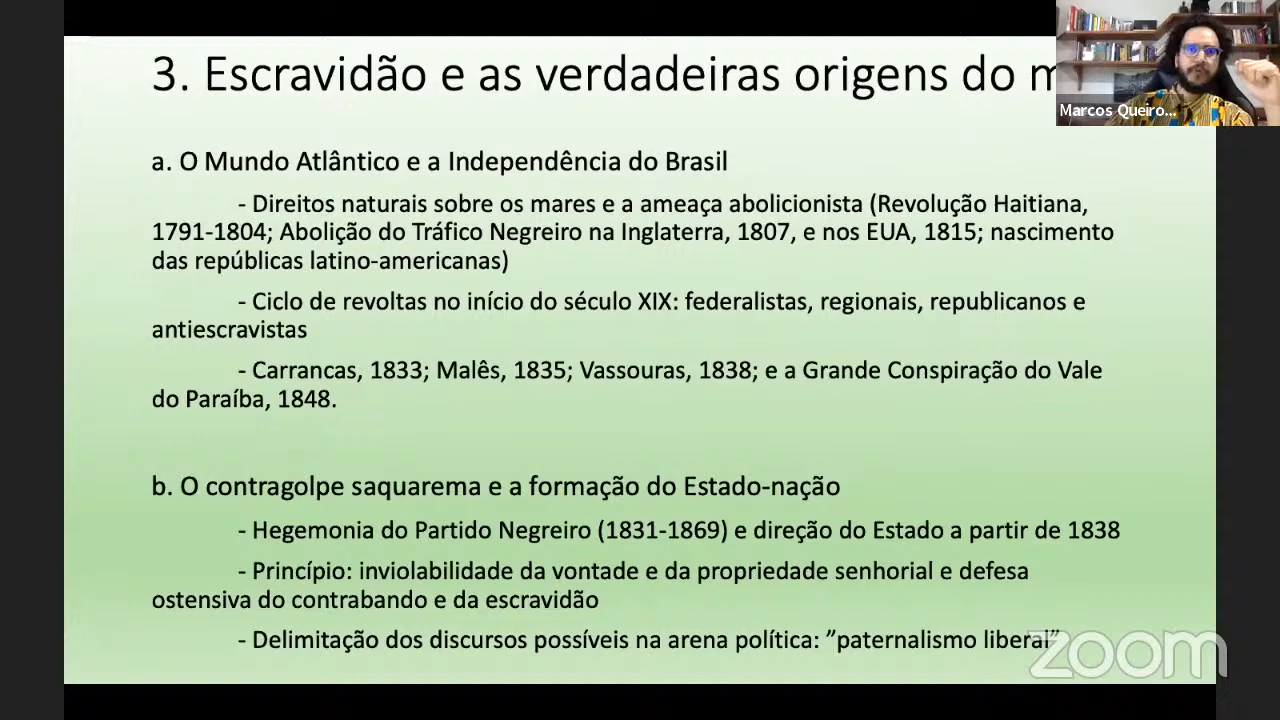 3. Escravidão e as verdadeiras origens do m
Marcos Queiro...
a. O Mundo Atlântico e a Independência do Brasil
- Direitos naturais sobre os mares e a ameaça abolicionista (Revolução Haitiana,
1791-1804; Abolição do Tráfico Negreiro na Inglaterra, 1807, e nos EUA, 1815; nascimento
das repúblicas latino-americanas)
- Ciclo de revoltas no início do século XIX: federalistas, regionais, republicanos e
antiescravistas
- Carrancas, 1833; Malês, 1835; Vassouras, 1838; e a Grande Conspiração do Vale
do Paraíba, 1848.
b. O contragolpe saquarema e a formação do Estado-nação
- Hegemonia do Partido Negreiro (1831-1869) e direção do Estado a partir de 1838
- Princípio: inviolabilidade da vontade e da propriedade senhorial e defesa
ostensiva do contrabando e da escravidão
- Delimitação dos discursos possíveis na arena política: ”paternalismo liberal”
zoom